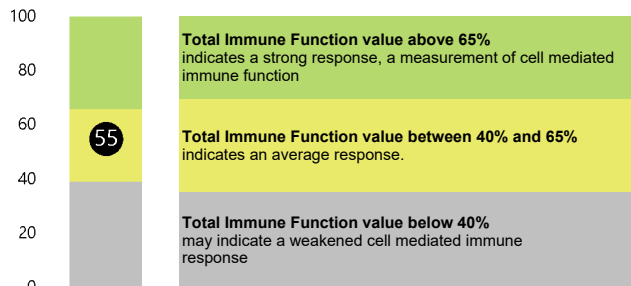 100
80
60
40
20
0
55
Total Immune Function value above 65%
indicates a strong response, a measurement of cell mediated
immune function
Total Immune Function value between 40% and 65%
indicates an average response.
Total Immune Function value below 40%
may indicate a weakened cell mediated immune
response